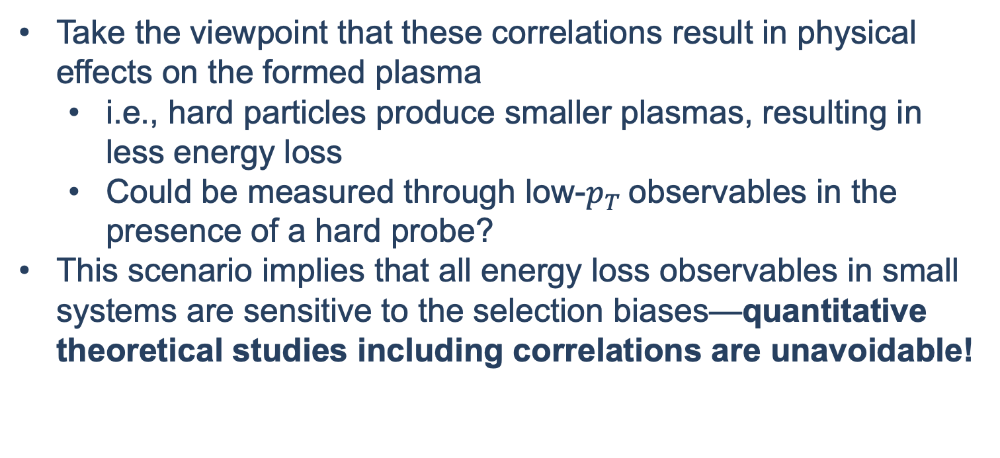 • Take the viewpoint that these correlations result in physical
effects on the formed plasma
• i.e., hard particles produce smaller plasmas, resulting in
less energy loss
• Could be measured through low-$p_T$ observables in the
presence of a hard probe?
• This scenario implies that all energy loss observables in small
systems are sensitive to the selection biases—quantitative
theoretical studies including correlations are unavoidable!